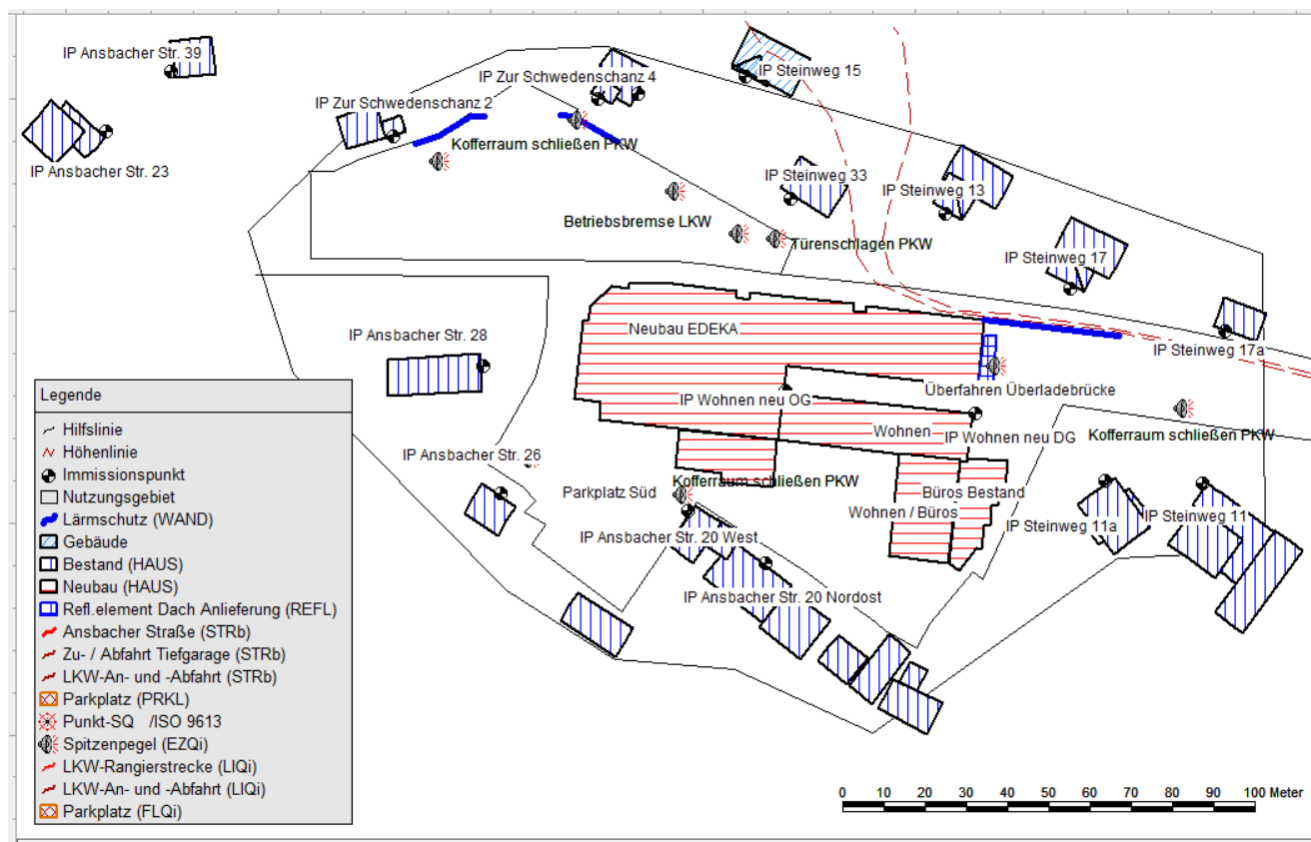 IP Ansbacher Str. 39
IP Steinweg 15
IP Zur Schwedenschanz 4
IP Zur Schwedenschanz 2
Kofferraum schließen PKW
IP Ansbacher Str. 23
IP Steinweg 33
IP Steinweg 13
Betriebsbremse LKW
Türenschlagen PKW
IP Steinweg 17
Neubau EDEKA
IP Ansbacher Str. 28
IP Steinweg 17a
Überfahren Überladebrücke
IP Wohnen neu OG
Wohnen
IP Wohnen neu DG
Kofferraum schließen PKW
IP Ansbacher Str. 26
Kofferraum schließen PKW
Parkplatz Süd
Büros Bestand
Wohnen / Büros
IP Steinweg 11a
IP Steinweg 11
IP Ansbacher Str. 20 West
IP Ansbacher Str. 20 Nordost
Legende
Hilfslinie
Höhenlinie
Immissionspunkt
Nutzungsgebiet
Lärmschutz (WAND)
Gebäude
Bestand (HAUS)
Neubau (HAUS)
Refl.element Dach Anlieferung (REFL)
Ansbacher Straße (STRb)
Zu- / Abfahrt Tiefgarage (STRb)
LKW-An- und -Abfahrt (STRb)
Parkplatz (PRKL)
Punkt-SQ /ISO 9613
Spitzenpegel (EZQi)
LKW-Rangierstrecke (LIQi)
LKW-An- und -Abfahrt (LIQi)
Parkplatz (FLQi)
0 10 20 30 40 50 60 70 80 90 100 Meter